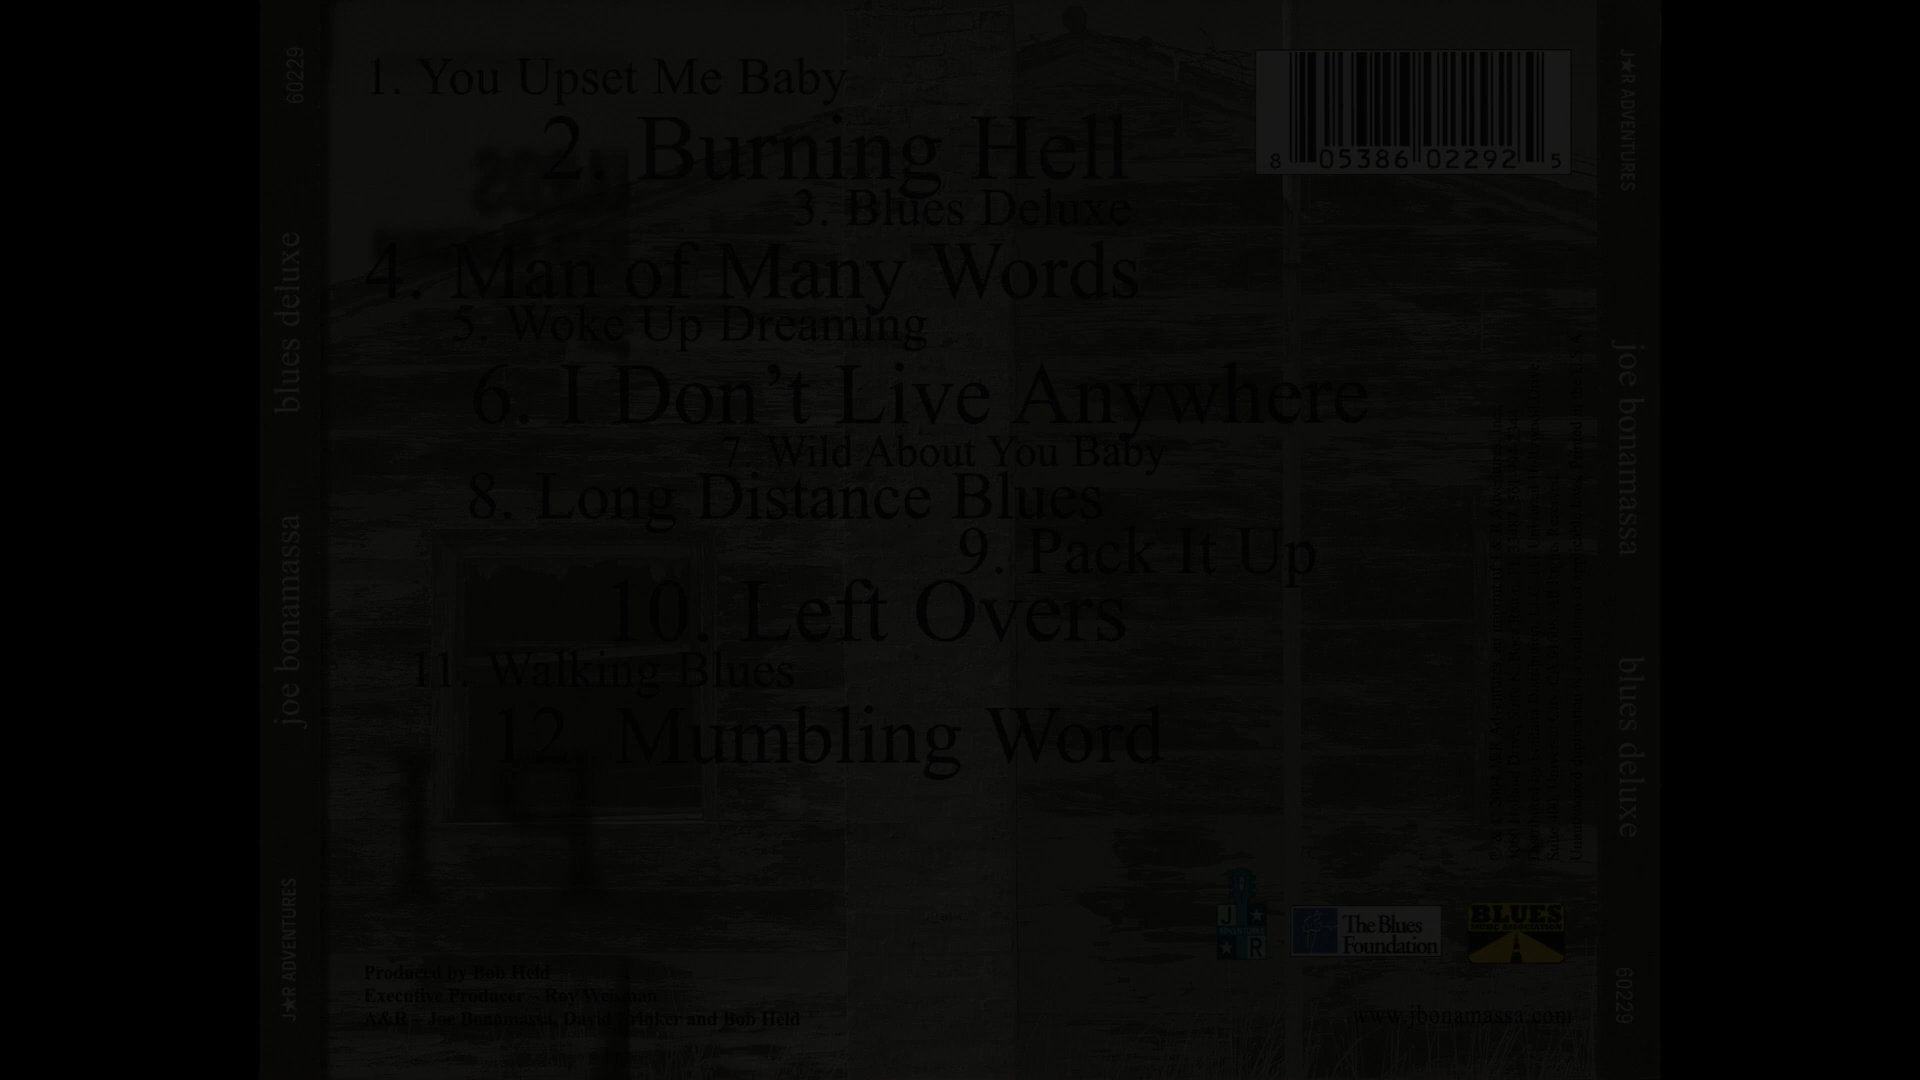 1. You Upset Me Baby
2. Burning Hell
3. Blues Deluxe
4. Man of Many Words
5. Woke Up Dreaming
6. I Don't Live Anywhere
7. Wild About You Baby
8. Long Distance Blues
9. Pack It Up
10. Left Overs
11. Walking Blues
12. Mumbling Word
8 05386 02292 5
60229
blues deluxe
joe bonamassa
J★R ADVENTURES
J★R ADVENTURES
joe bonamassa
blues deluxe
60229
Produced by Bob Held
Executive Producer – Roy Weisman
A&R – Joe Bonamassa, David Brinker and Bob Held
J
ADVENTURES
R
The Blues
Foundation
BLUES
MUSIC ASSOCIATION
www.jbonamassa.com